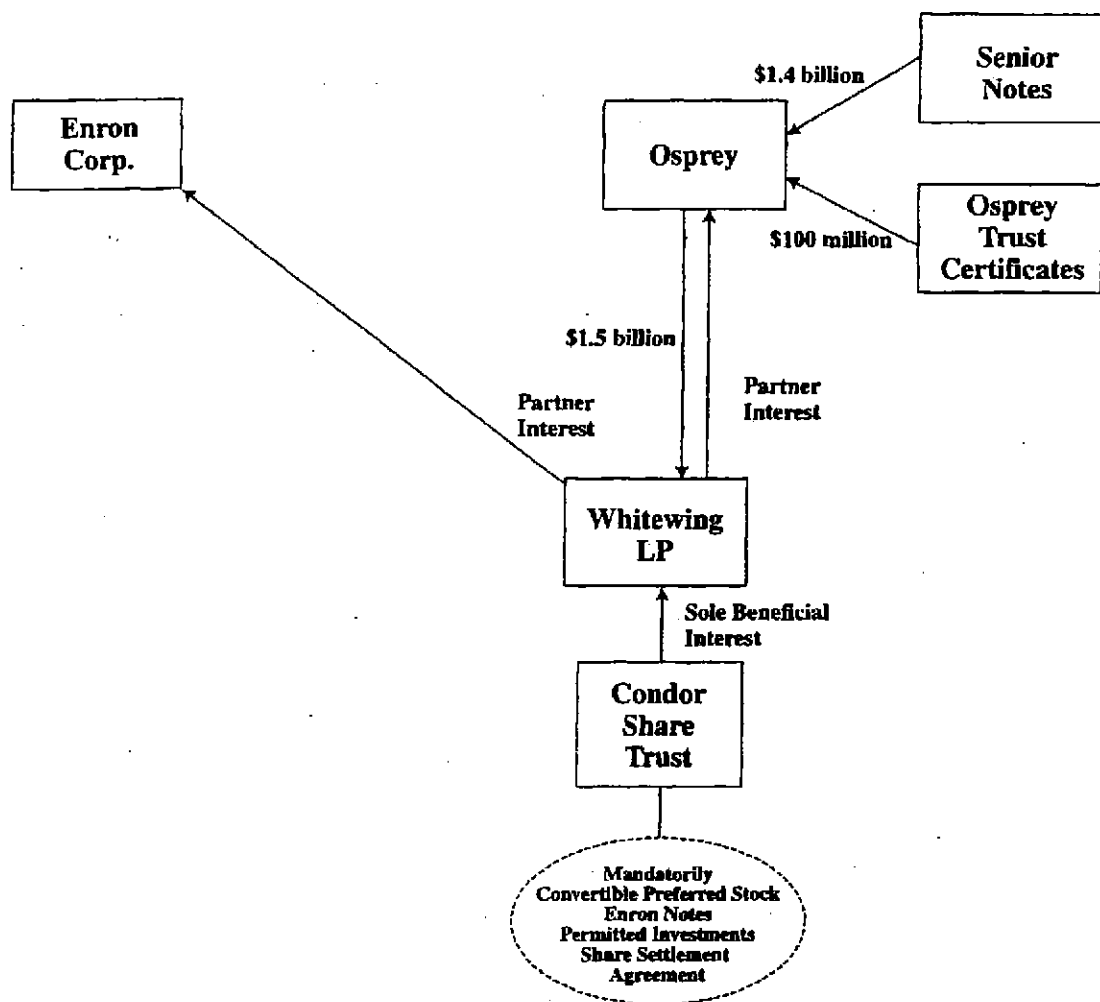 Senior
Notes
$1.4 billion
Enron
Corp.
Osprey
Osprey
Trust
Certificates
$100 million
$1.5 billion
Partner
Interest
Partner
Interest
Whitewing
LP
Sole Beneficial
Interest
Condor
Share
Trust
Mandatorily
Convertible Preferred Stock
Enron Notes
Permitted Investments
Share Settlement
Agreement